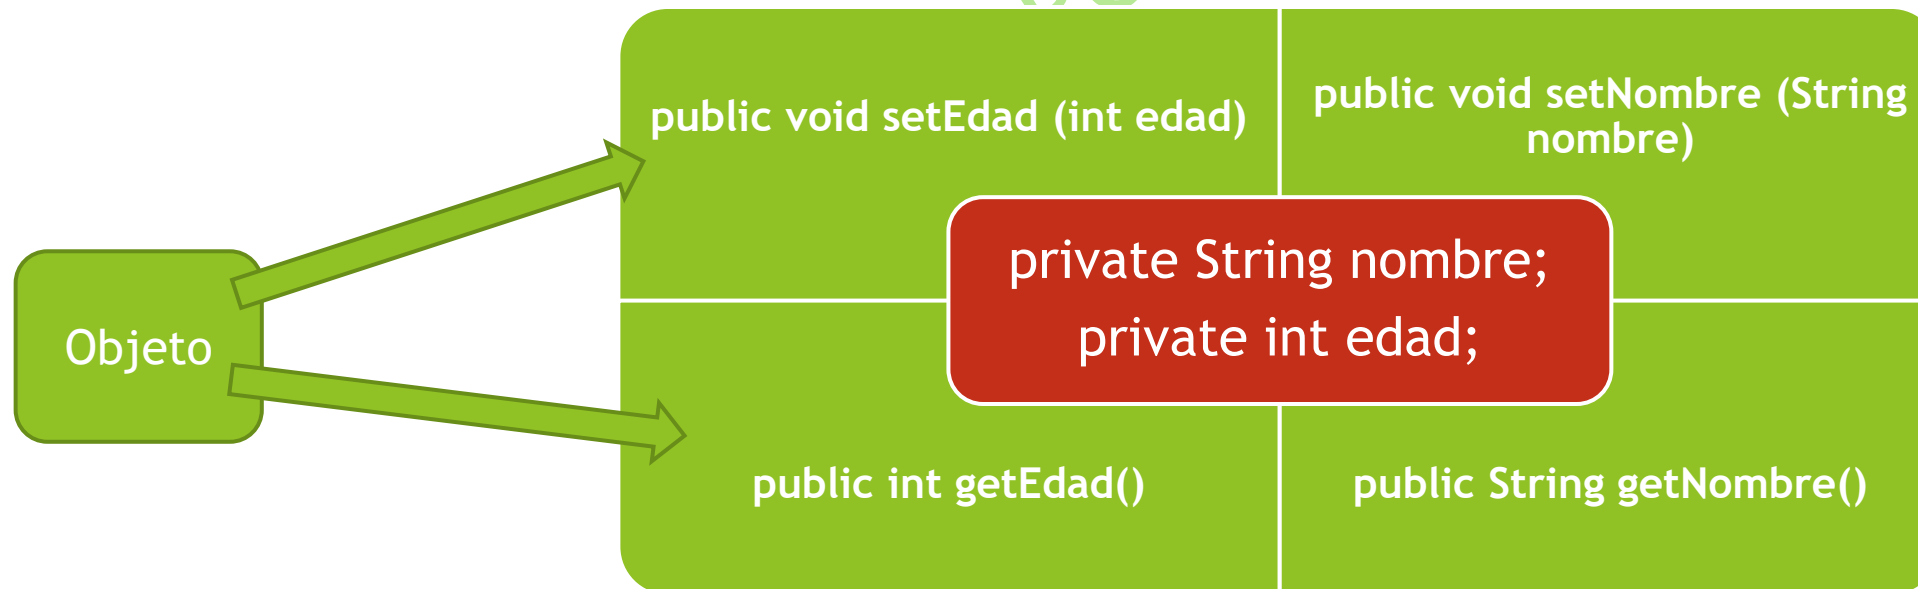 public void setEdad (int edad)
public void setNombre (String
nombre)
private String nombre;
private int edad;
Objeto
public int getEdad()
public String getNombre()